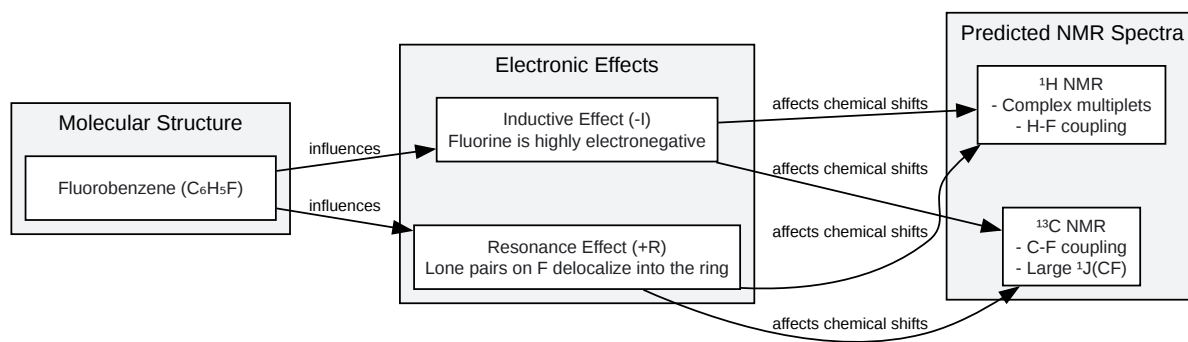 Molecular Structure
Fluorobenzene (C₆H₅F)
influences
influences
Electronic Effects
Inductive Effect (-I)
Fluorine is highly electronegative
Resonance Effect (+R)
Lone pairs on F delocalize into the ring
affects chemical shifts
affects chemical shifts
affects chemical shifts
affects chemical shifts
Predicted NMR Spectra
¹H NMR
- Complex multiplets
- H-F coupling
¹³C NMR
- C-F coupling
- Large ¹J(CF)